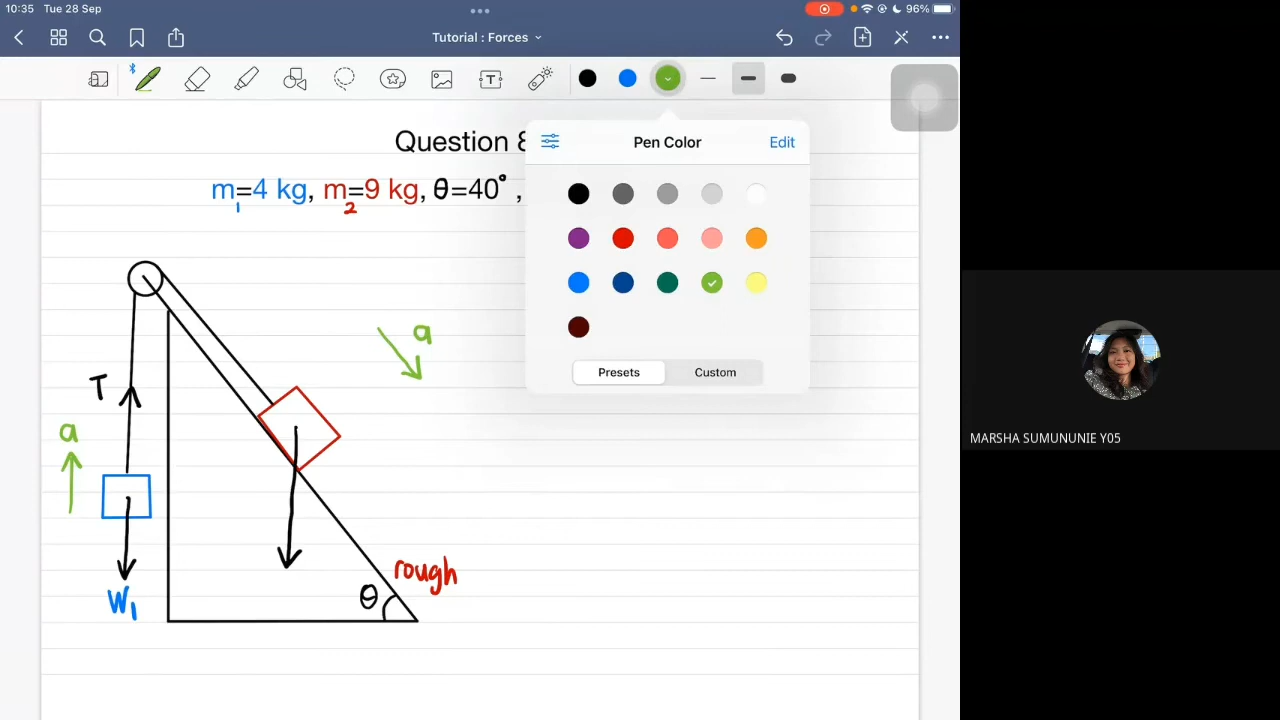 10:35 Tue 28 Sep
96%
Tutorial : Forces
T
Question 8
Pen Color
Edit
m1=4 kg, m2=9 kg, θ=40°,
a
T
a
Presets
Custom
MARSHA SUMUNUNIE Y05
rough
θ
W1